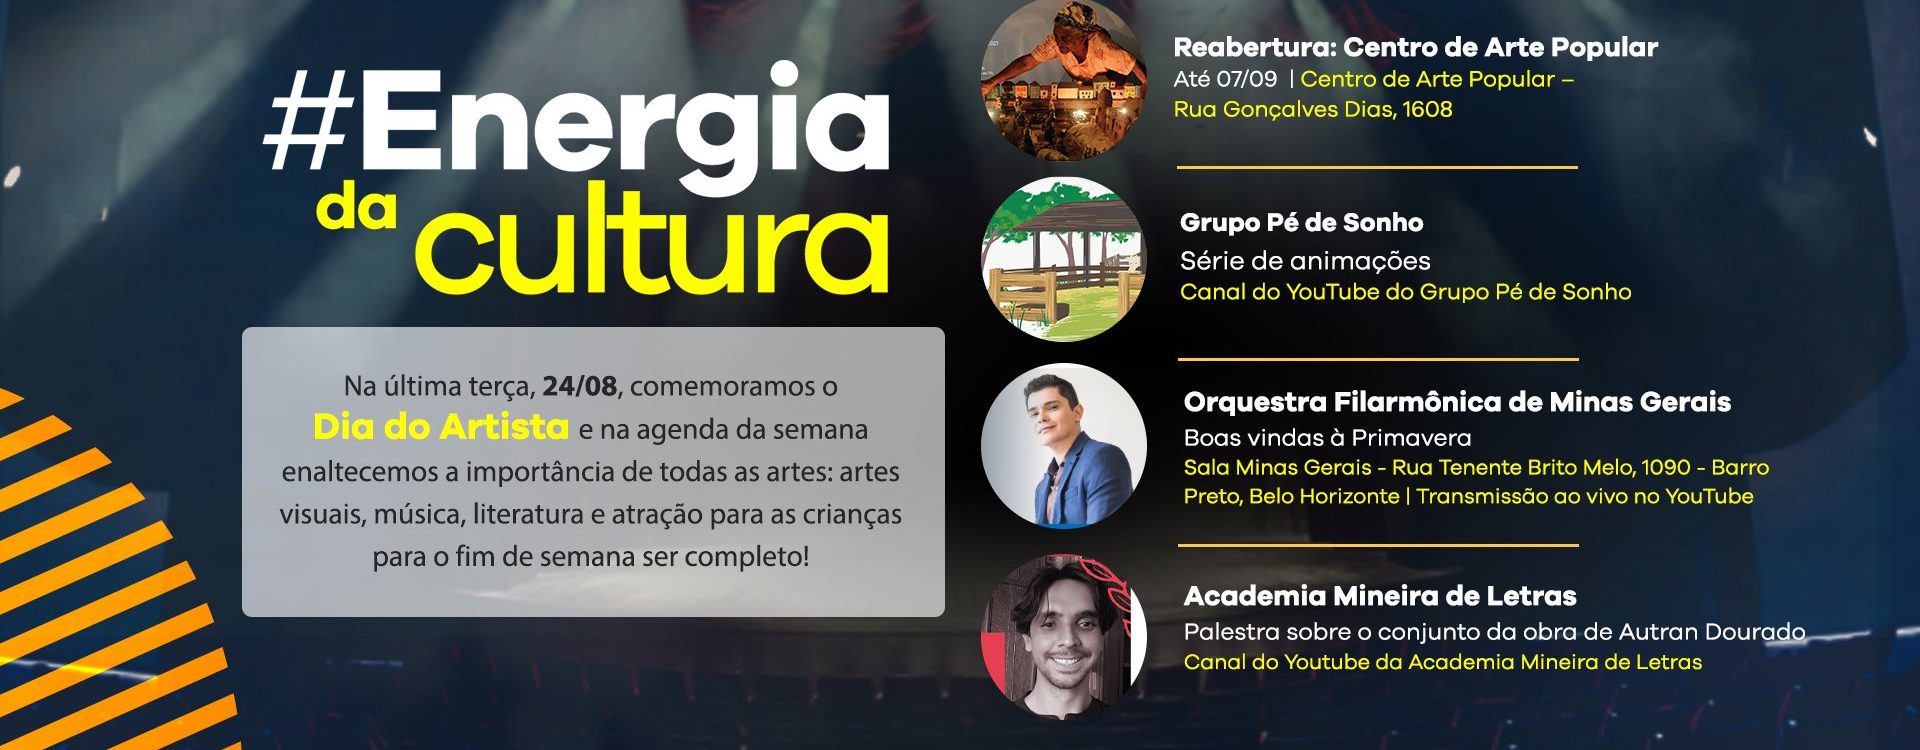 #Energia
da
cultura
Na última terça, 24/08, comemoramos o
Dia do Artista e na agenda da semana
enaltecemos a importância de todas as artes: artes
visuais, música, literatura e atração para as crianças
para o fim de semana ser completo!
Reabertura: Centro de Arte Popular
Até 07/09 | Centro de Arte Popular –
Rua Gonçalves Dias, 1608
Grupo Pé de Sonho
Série de animações
Canal do YouTube do Grupo Pé de Sonho
Orquestra Filarmônica de Minas Gerais
Boas vindas à Primavera
Sala Minas Gerais - Rua Tenente Brito Melo, 1090 - Barro
Preto, Belo Horizonte | Transmissão ao vivo no YouTube
Academia Mineira de Letras
Palestra sobre o conjunto da obra de Autran Dourado
Canal do Youtube da Academia Mineira de Letras